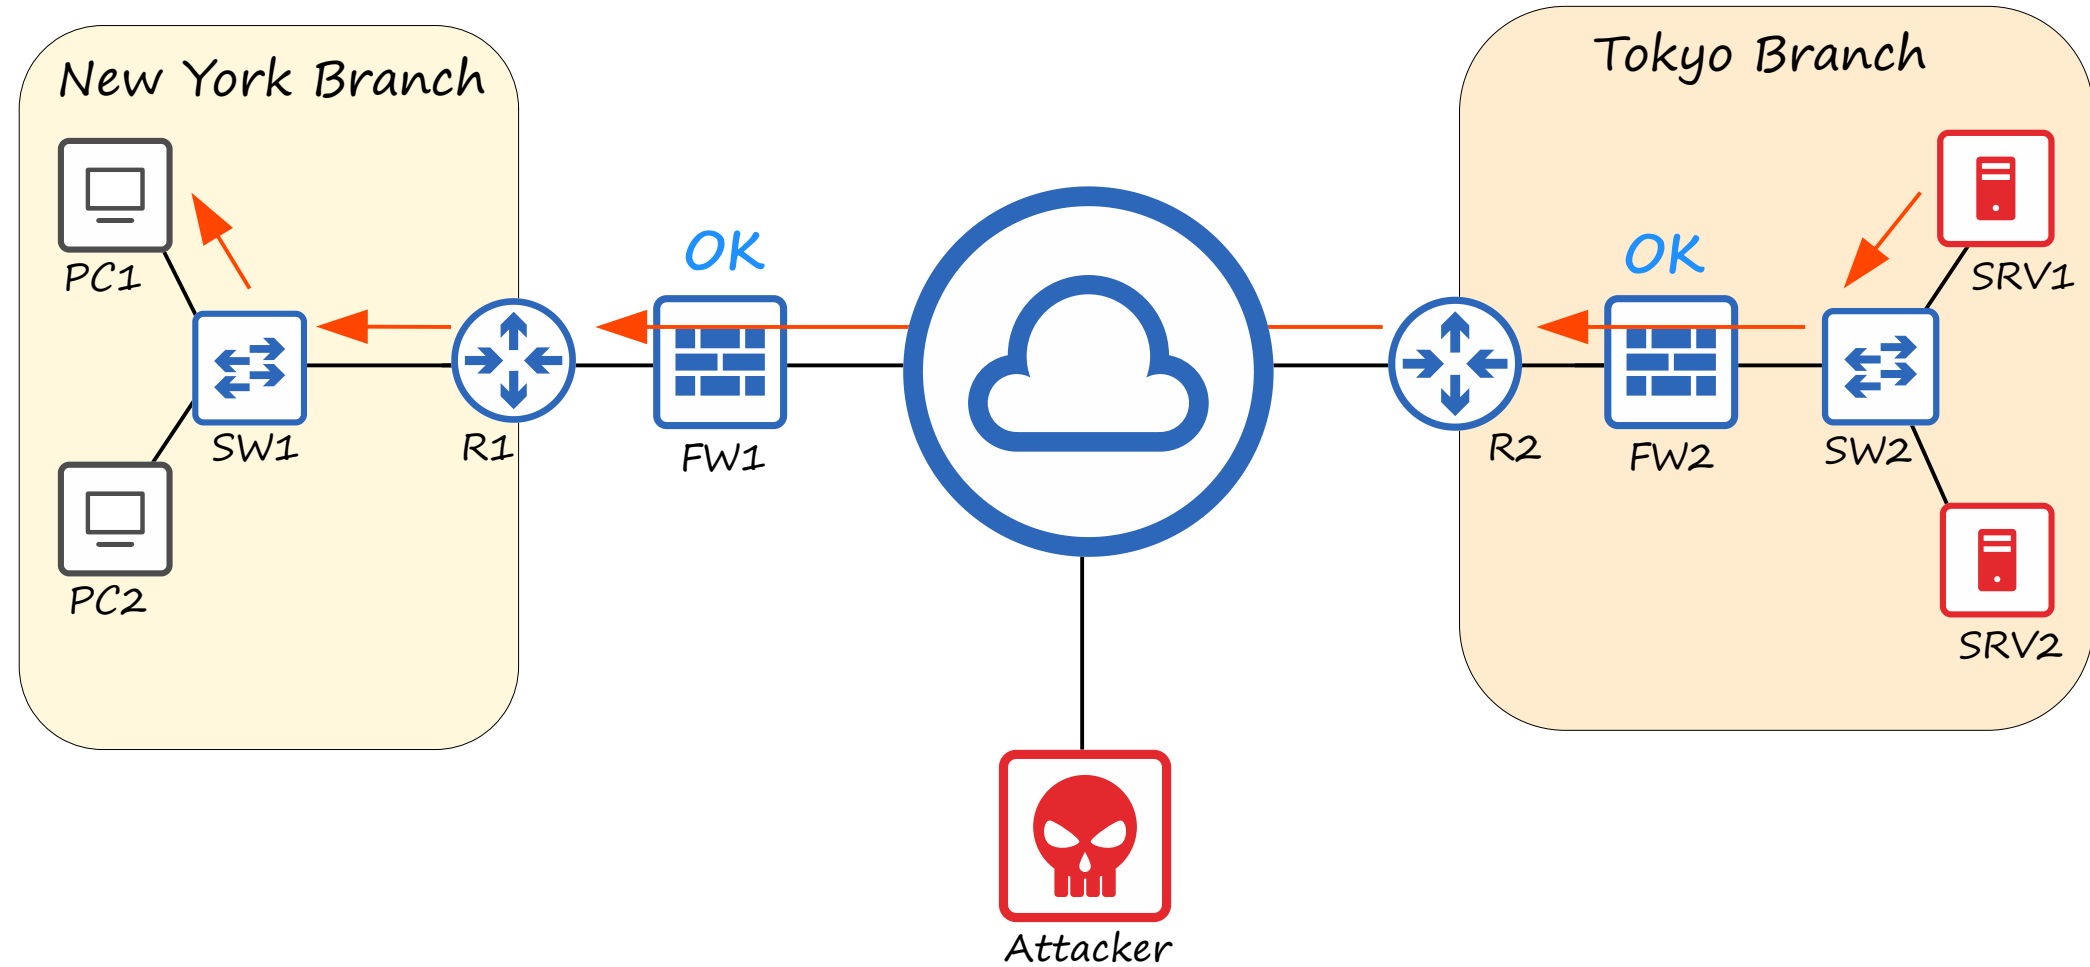 New York Branch
Tokyo Branch
PC1
OK
OK
SRV1
SW1
R1
FW1
R2
FW2
SW2
PC2
SRV2
Attacker